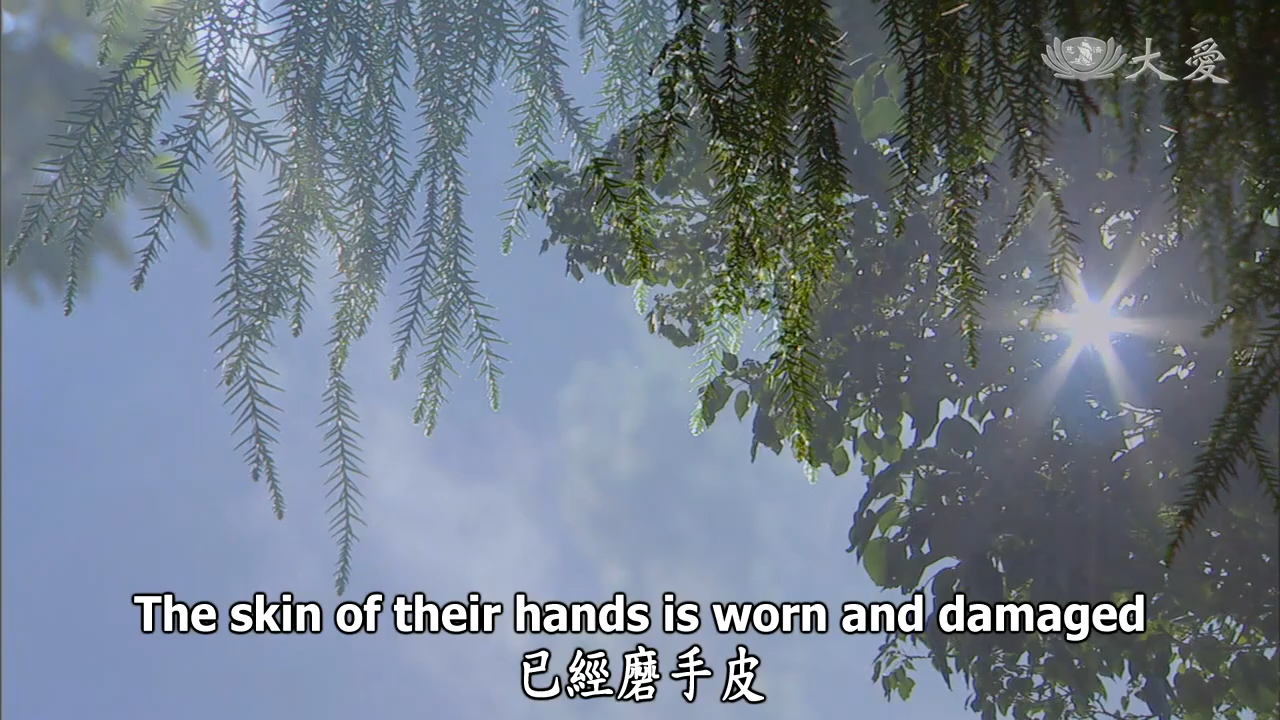 大愛
The skin of their hands is worn and damaged
已經磨手皮